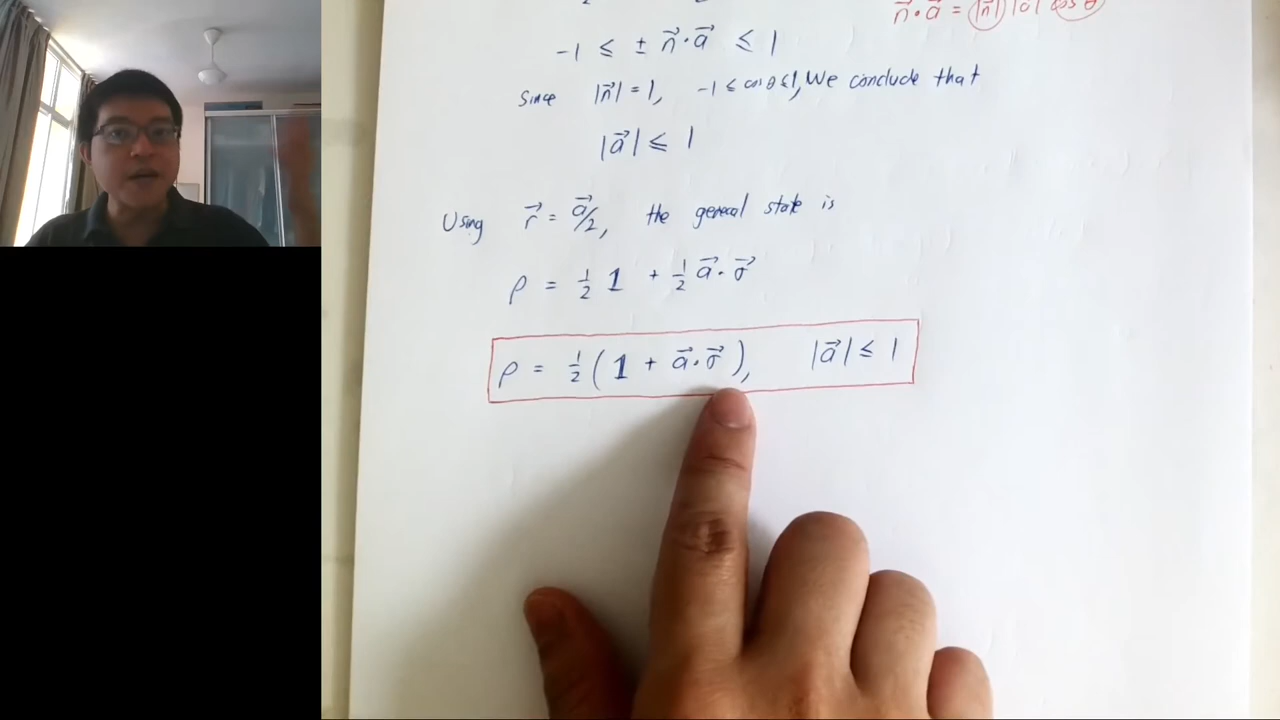 n⃗·a⃗ = |n⃗| |a⃗| cos θ
-1 ≤ ± n⃗·a⃗ ≤ 1
Since |n⃗| = 1, -1 ≤ cos θ ≤ 1, We conclude that
|a⃗| ≤ 1
Using r⃗ = a⃗/2, the general state is
ρ = ½ 𝟙 + ½ a⃗·σ⃗
ρ = ½ ( 𝟙 + a⃗·σ⃗ ), |a⃗| ≤ 1